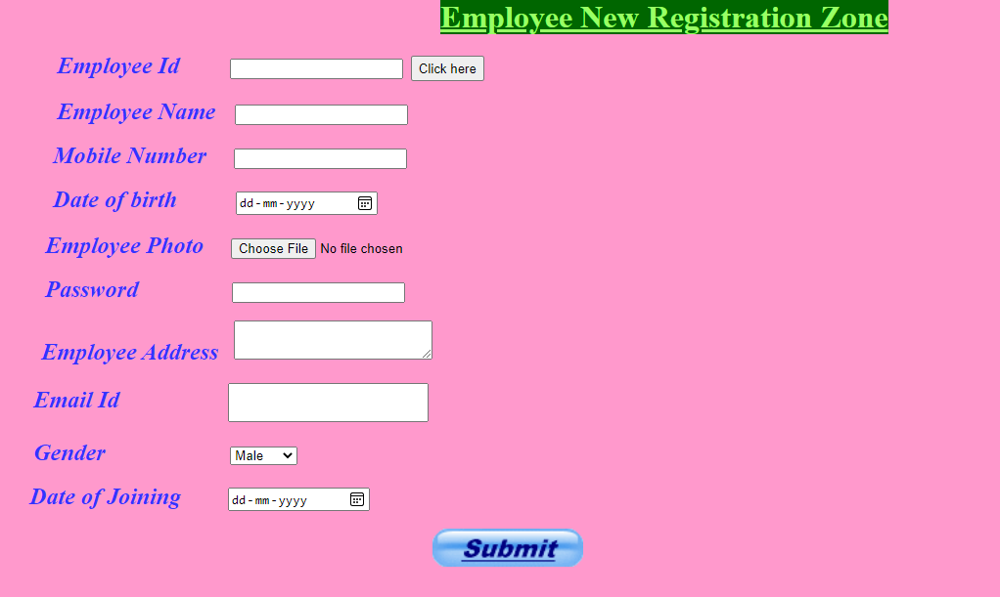 Employee New Registration Zone
Employee Id Click here
Employee Name
Mobile Number
Date of birth dd-mm-yyyy
Employee Photo Choose File No file chosen
Password
Employee Address
Email Id
Gender Male
Date of Joining dd-mm-yyyy
Submit